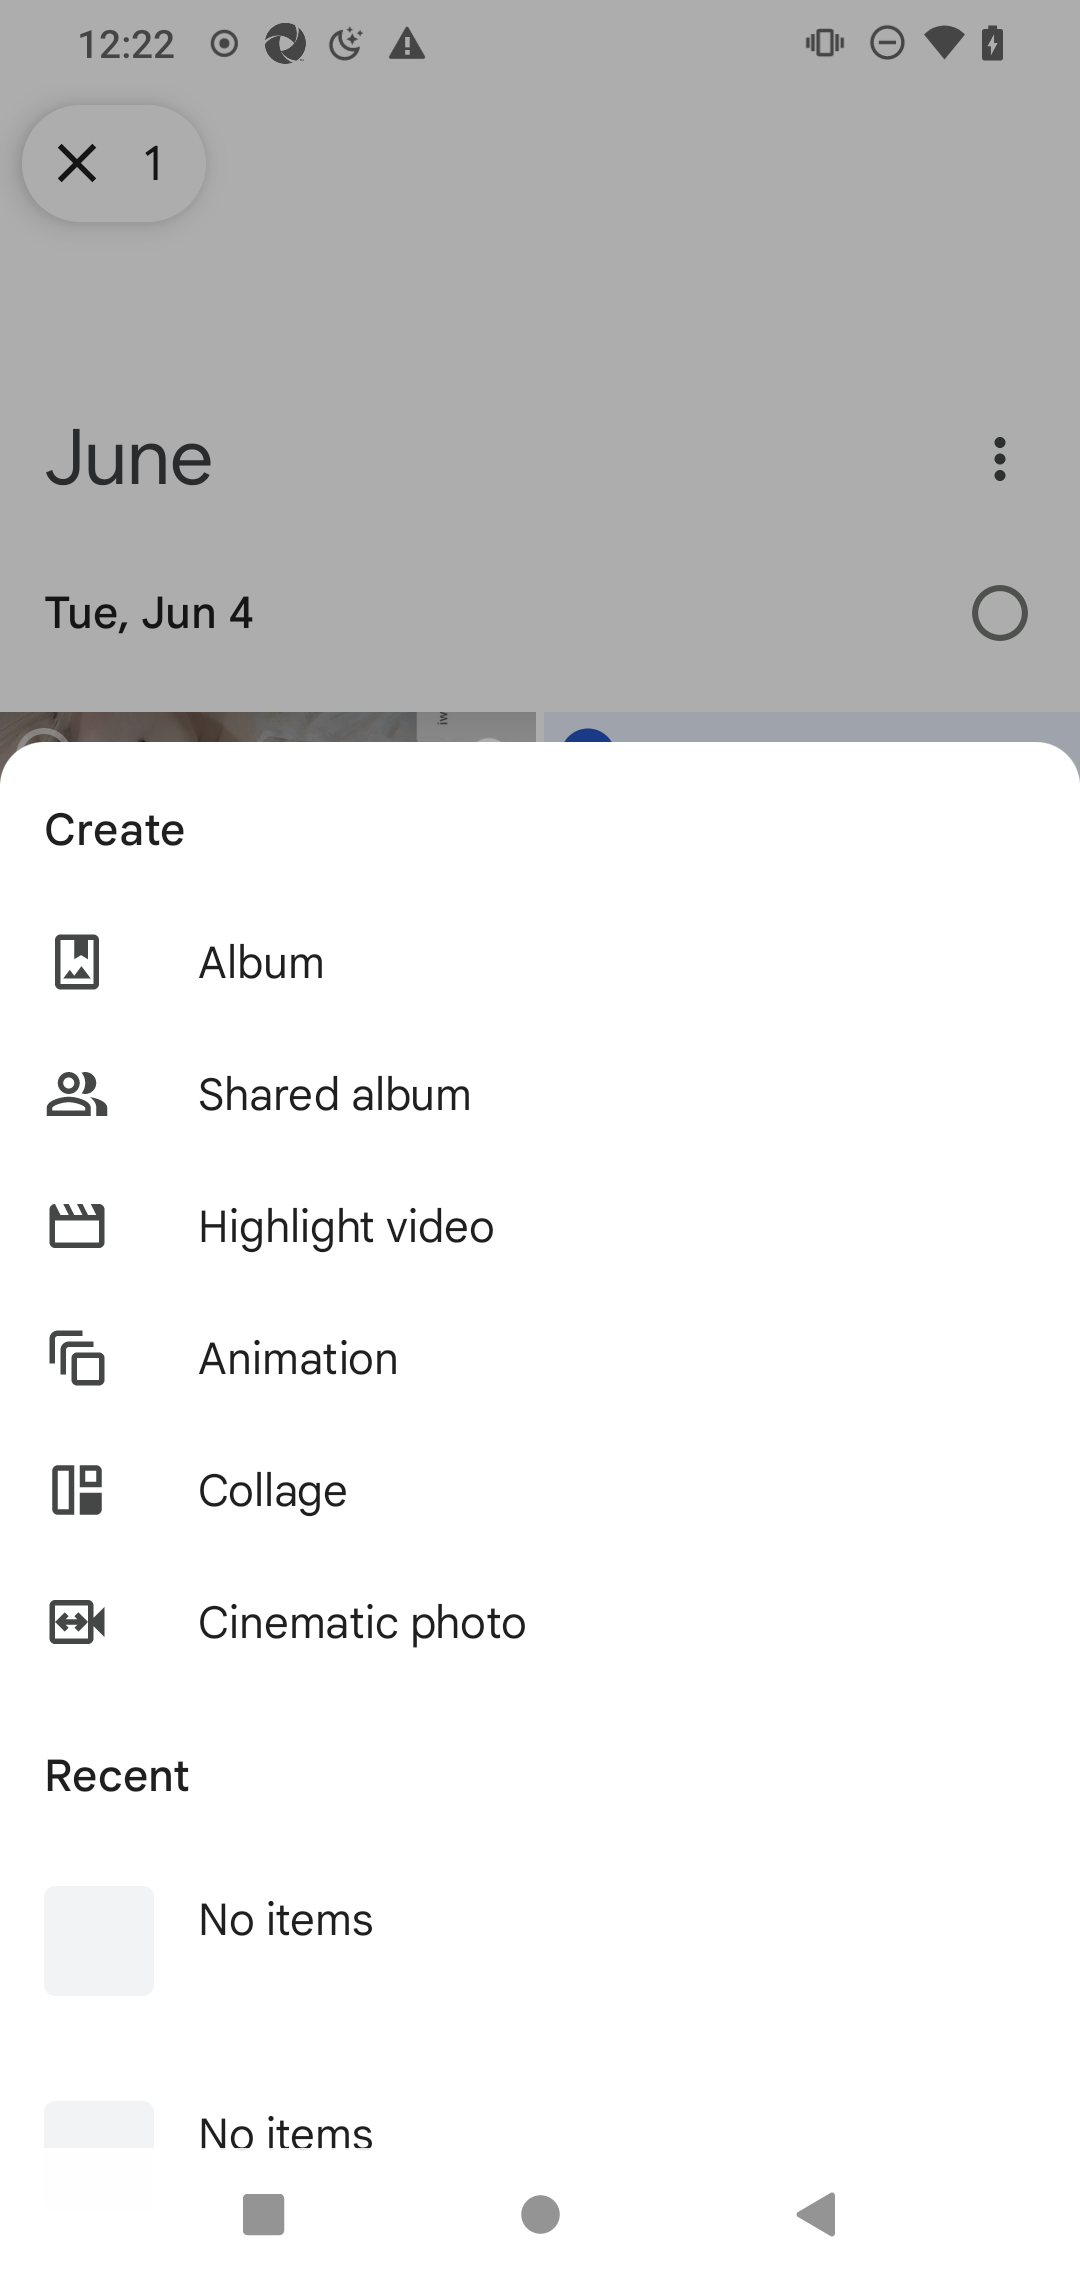 12:22
1
June
Tue, Jun 4
Create
Album
Shared album
Highlight video
Animation
Collage
Cinematic photo
Recent
No items
No items